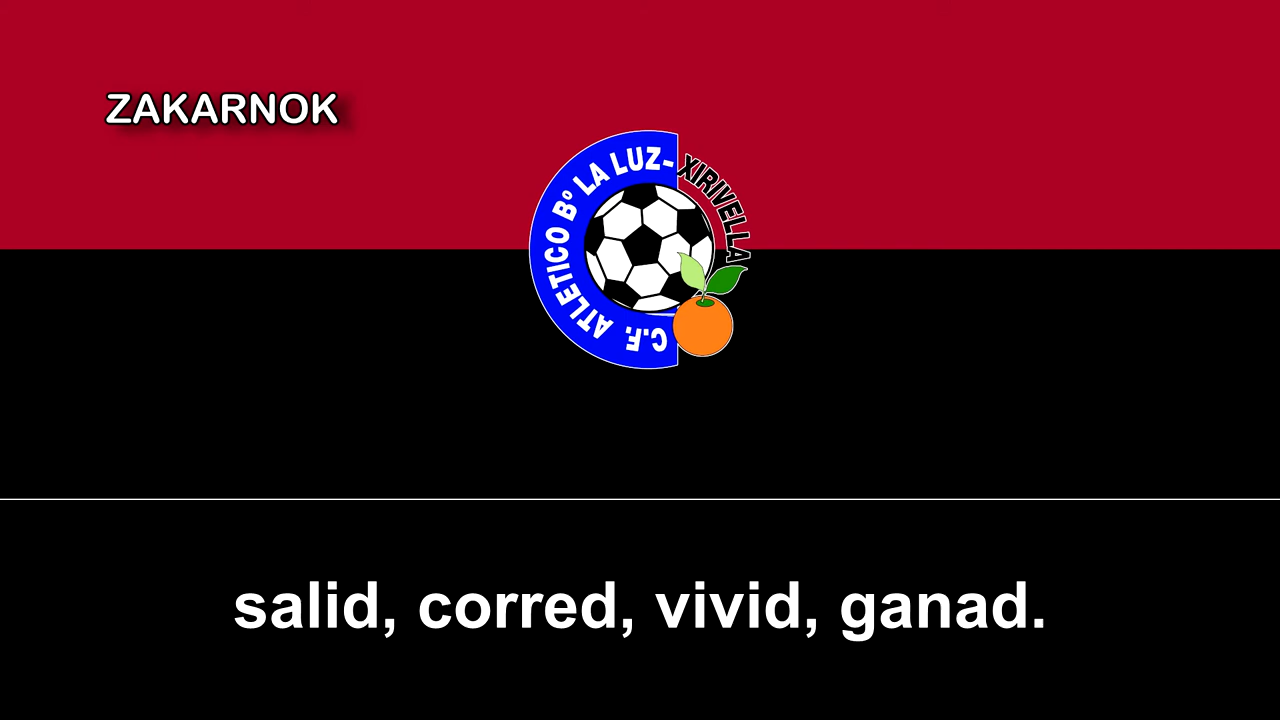 ZAKARNOK
C.F. ATLETICO Bº LA LUZ-XIRIVELLA
salid, corred, vivid, ganad.